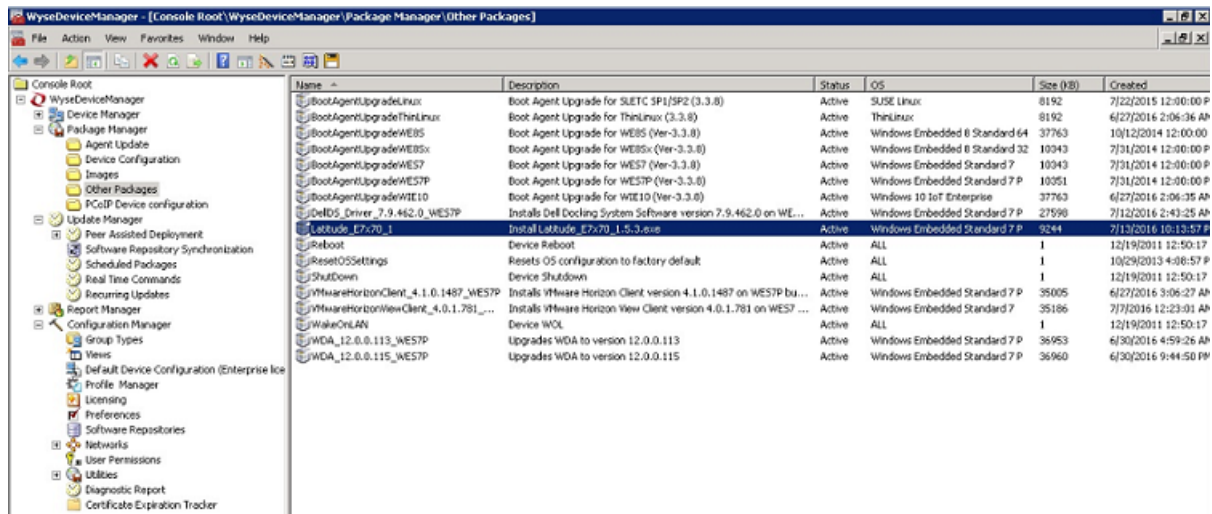 WyseDeviceManager - [Console Root\WyseDeviceManager\Package Manager\Other Packages]
File Action View Favorites Window Help
Console Root
WyseDeviceManager
Device Manager
Package Manager
Agent Update
Device Configuration
Images
Other Packages
PCoIP Device configuration
Update Manager
Peer Assisted Deployment
Software Repository Synchronization
Scheduled Packages
Real Time Commands
Recurring Updates
Report Manager
Configuration Manager
Group Types
Views
Default Device Configuration (Enterprise lice
Profile Manager
Licensing
Preferences
Software Repositories
Networks
User Permissions
Utilities
Diagnostic Report
Certificate Expiration Tracker
Name Description Status OS Size (KB) Created
BootAgentUpgradeLinux Boot Agent Upgrade for SLETC SP1/SP2 (3.3.8) Active SUSE Linux 8192 7/22/2015 12:00:00 P
BootAgentUpgradeThinLinux Boot Agent Upgrade for ThinLinux (3.3.8) Active ThinLinux 8192 6/27/2016 2:06:36 AM
BootAgentUpgradeWE8S Boot Agent Upgrade for WE8S (Ver-3.3.8) Active Windows Embedded 8 Standard 64 37763 10/12/2014 12:00:00
BootAgentUpgradeWE8Sx Boot Agent Upgrade for WE8Sx (Ver-3.3.8) Active Windows Embedded 8 Standard 32 10343 7/31/2014 12:00:00 P
BootAgentUpgradeWES7 Boot Agent Upgrade for WES7 (Ver-3.3.8) Active Windows Embedded Standard 7 10343 7/31/2014 12:00:00 P
BootAgentUpgradeWES7P Boot Agent Upgrade for WES7P (Ver-3.3.8) Active Windows Embedded Standard 7 P 10351 7/31/2014 12:00:00 P
BootAgentUpgradeWIE10 Boot Agent Upgrade for WIE10 (Ver-3.3.8) Active Windows 10 IoT Enterprise 37763 6/27/2016 2:06:35 AM
DellDS_Driver_7.9.462.0_WES7P Installs Dell Docking System Software version 7.9.462.0 on WE... Active Windows Embedded Standard 7 P 27598 7/12/2016 2:43:25 AM
Latitude_E7x70_1 Install Latitude_E7x70_1.5.3.exe Active Windows Embedded Standard 7 P 9244 7/13/2016 10:13:57 P
Reboot Device Reboot Active ALL 1 12/19/2011 12:50:17
ResetOSSettings Resets OS configuration to factory default Active ALL 1 10/29/2013 4:08:57 P
ShutDown Device Shutdown Active ALL 1 12/19/2011 12:50:17
VMwareHorizonClient_4.1.0.1487_WES7P Installs VMware Horizon Client version 4.1.0.1487 on WES7P bu... Active Windows Embedded Standard 7 P 35005 6/27/2016 3:06:27 AM
VMwareHorizonViewClient_4.0.1.781_... Installs VMware Horizon View Client version 4.0.1.781 on WES7 ... Active Windows Embedded Standard 7 35186 7/7/2016 12:23:01 AM
WakeOnLAN Device WOL Active ALL 1 12/19/2011 12:50:17
WDA_12.0.0.113_WES7P Upgrades WDA to version 12.0.0.113 Active Windows Embedded Standard 7 P 36953 6/30/2016 4:59:26 AM
WDA_12.0.0.115_WES7P Upgrades WDA to version 12.0.0.115 Active Windows Embedded Standard 7 P 36960 6/30/2016 9:44:50 PM